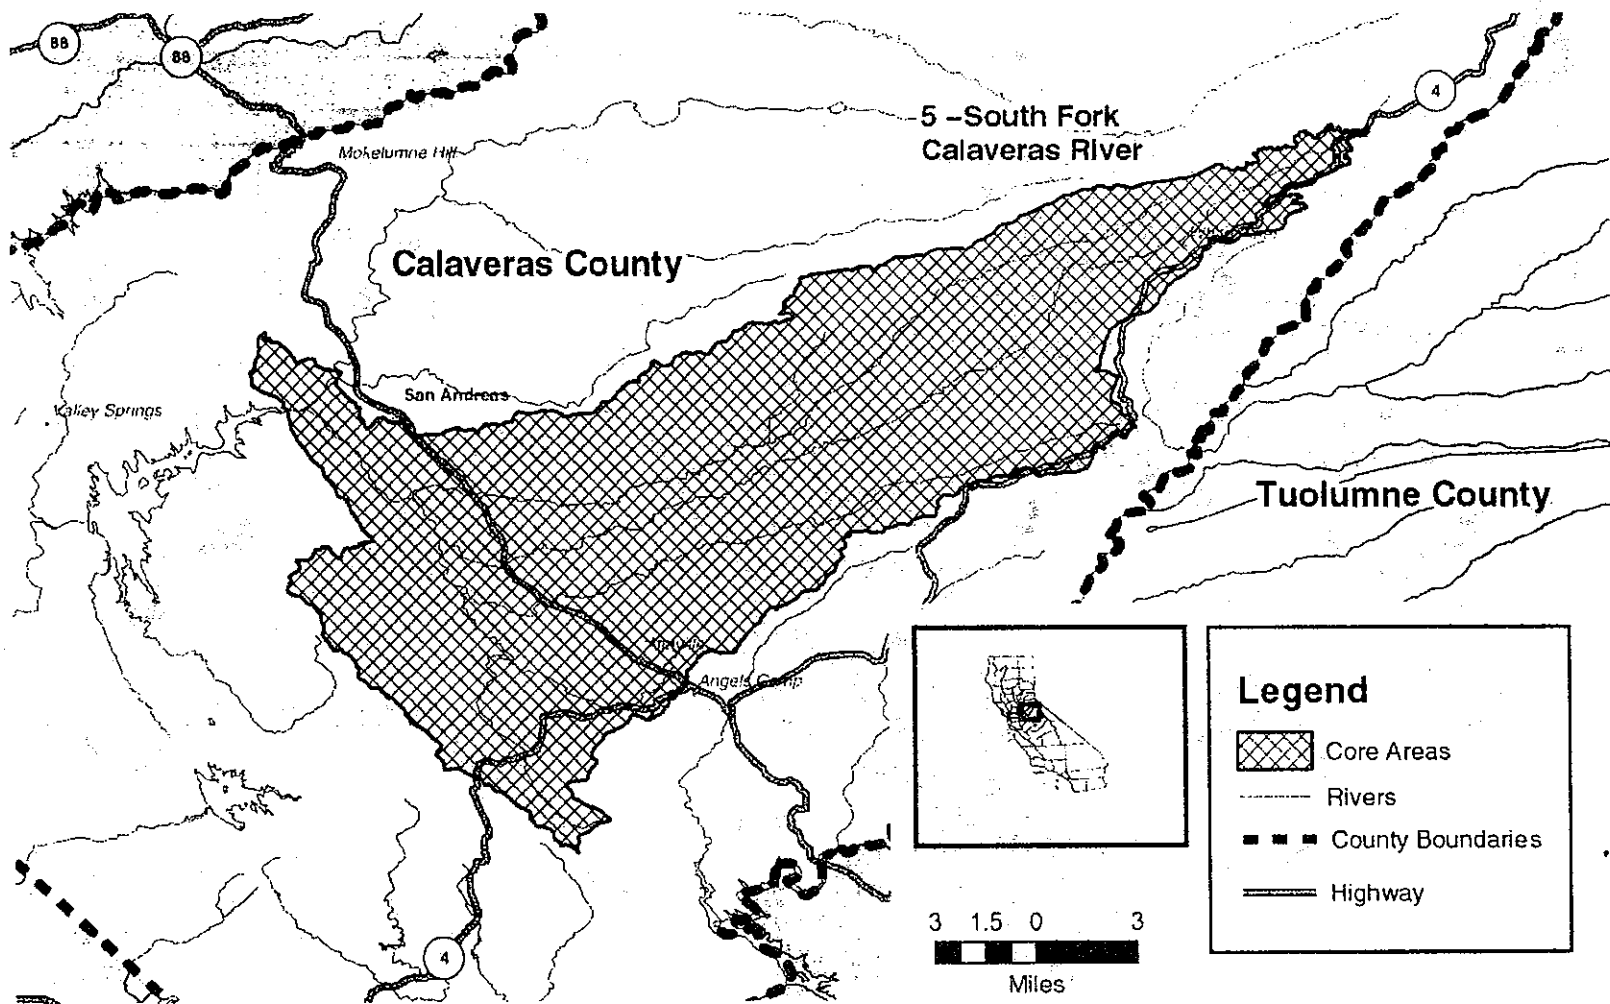 88
88
4
5 –South Fork
Calaveras River
Mokelumne Hill
Calaveras County
San Andreas
Valley Springs
Tuolumne County
Angels Camp
Legend
Core Areas
Rivers
County Boundaries
Highway
3 1.5 0 3
Miles
4